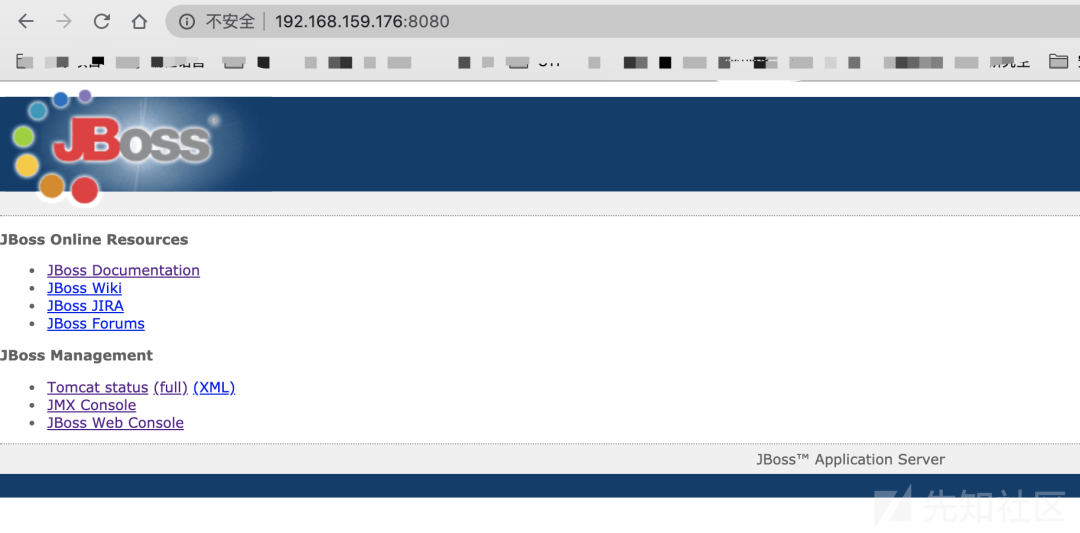 不安全 192.168.159.176:8080
JBoss
JBoss Online Resources
JBoss Documentation
JBoss Wiki
JBoss JIRA
JBoss Forums
JBoss Management
Tomcat status (full) (XML)
JMX Console
JBoss Web Console
JBoss™ Application Server
先知社区